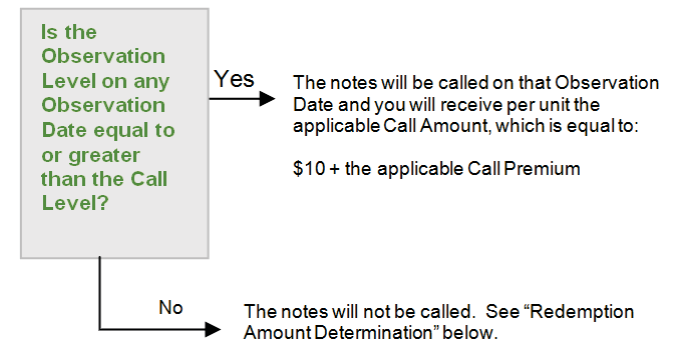 Is the
Observation
Level on any
Observation
Date equal to
or greater
than the Call
Level?
Yes
The notes will be called on that Observation
Date and you will receive per unit the
applicable Call Amount, which is equal to:
$10 + the applicable Call Premium
No
The notes will not be called.  See “Redemption
Amount Determination” below.